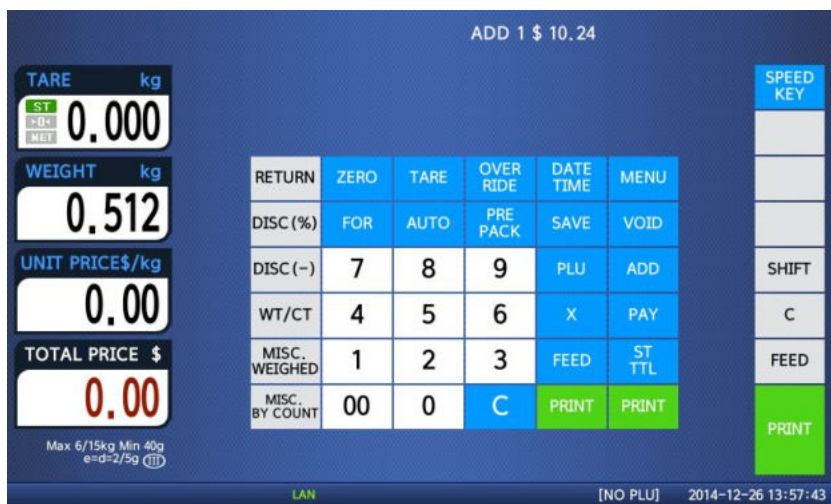 ADD 1 $ 10.24
TARE kg
ST
▸0◂
NET
0.000
WEIGHT kg
0.512
UNIT PRICE$/kg
0.00
TOTAL PRICE $
0.00
Max 6/15kg Min 40g
e=d=2/5g III
RETURN ZERO TARE OVER RIDE DATE TIME MENU
DISC(%) FOR AUTO PRE PACK SAVE VOID
DISC(-) 7 8 9 PLU ADD
WT/CT 4 5 6 X PAY
MISC. WEIGHED 1 2 3 FEED ST TTL
MISC. BY COUNT 00 0 C PRINT PRINT
SPEED
KEY
SHIFT
C
FEED
PRINT
LAN [NO PLU] 2014-12-26 13:57:43